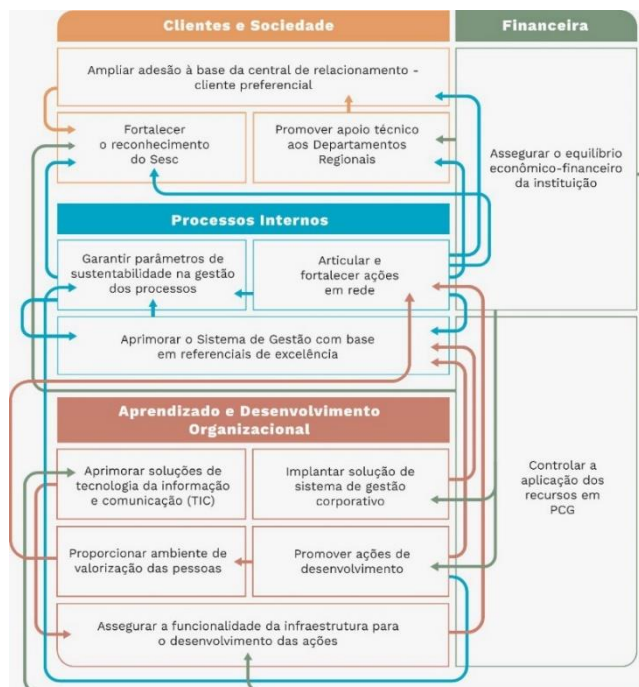 Clientes e Sociedade
Ampliar adesão à base da central de relacionamento -
cliente preferencial
Fortalecer
o reconhecimento
do Sesc
Promover apoio técnico
aos Departamentos
Regionais
Financeira
Assegurar o equilíbrio
econômico-financeiro
da instituição
Processos Internos
Garantir parâmetros de
sustentabilidade na gestão
dos processos
Articular e
fortalecer ações
em rede
Aprimorar o Sistema de Gestão com base
em referenciais de excelência
Aprendizado e Desenvolvimento
Organizacional
Aprimorar soluções de
tecnologia da informação
e comunicação (TIC)
Implantar solução de
sistema de gestão
corporativo
Controlar a
aplicação dos
recursos em
PCG
Proporcionar ambiente de
valorização das pessoas
Promover ações de
desenvolvimento
Assegurar a funcionalidade da infraestrutura para
o desenvolvimento das ações